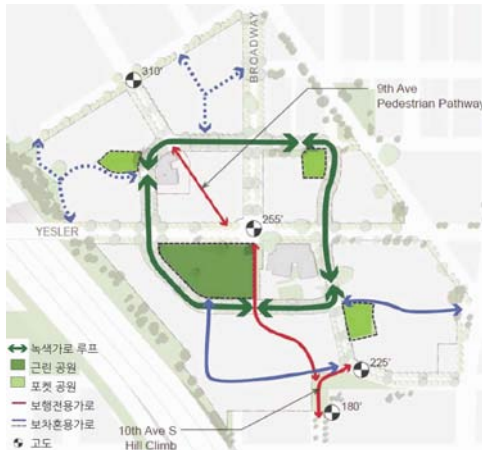 310'
BROADWAY
9th Ave
Pedestrian Pathway
255'
YESLER
녹색가로 루프
근린 공원
포켓 공원
보행전용가로
보차혼용가로
고도
225'
180'
10th Ave S
Hill Climb